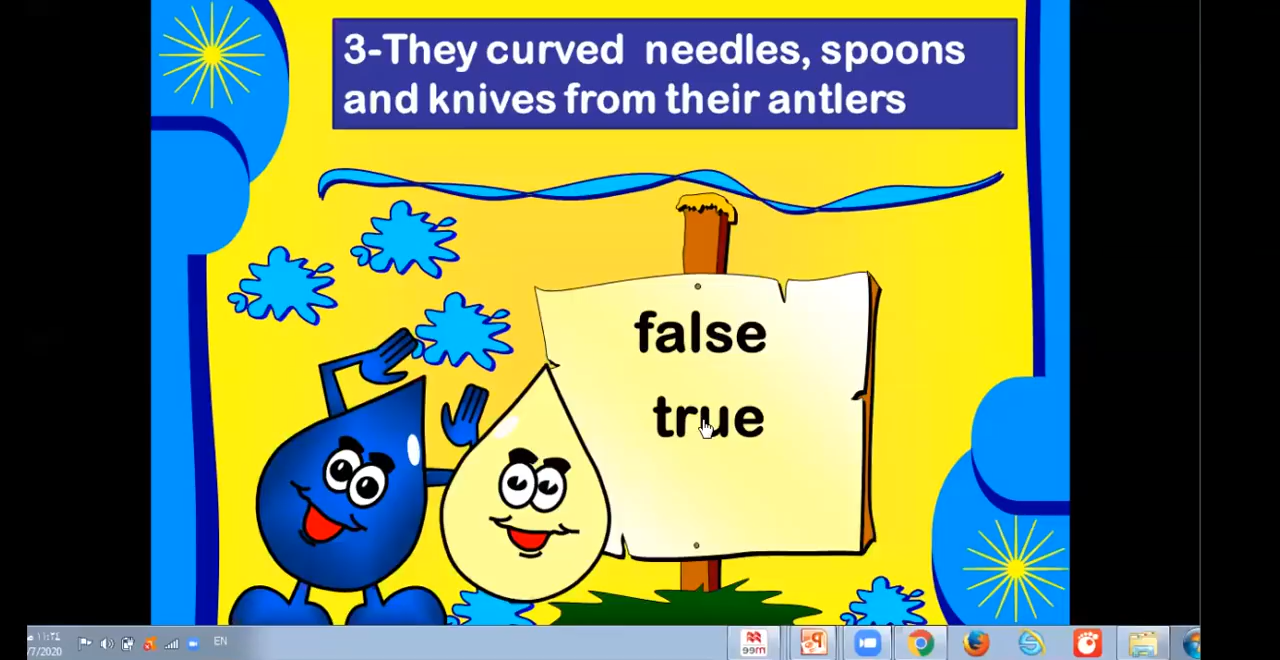 3-They curved needles, spoons
and knives from their antlers
false
true
EN